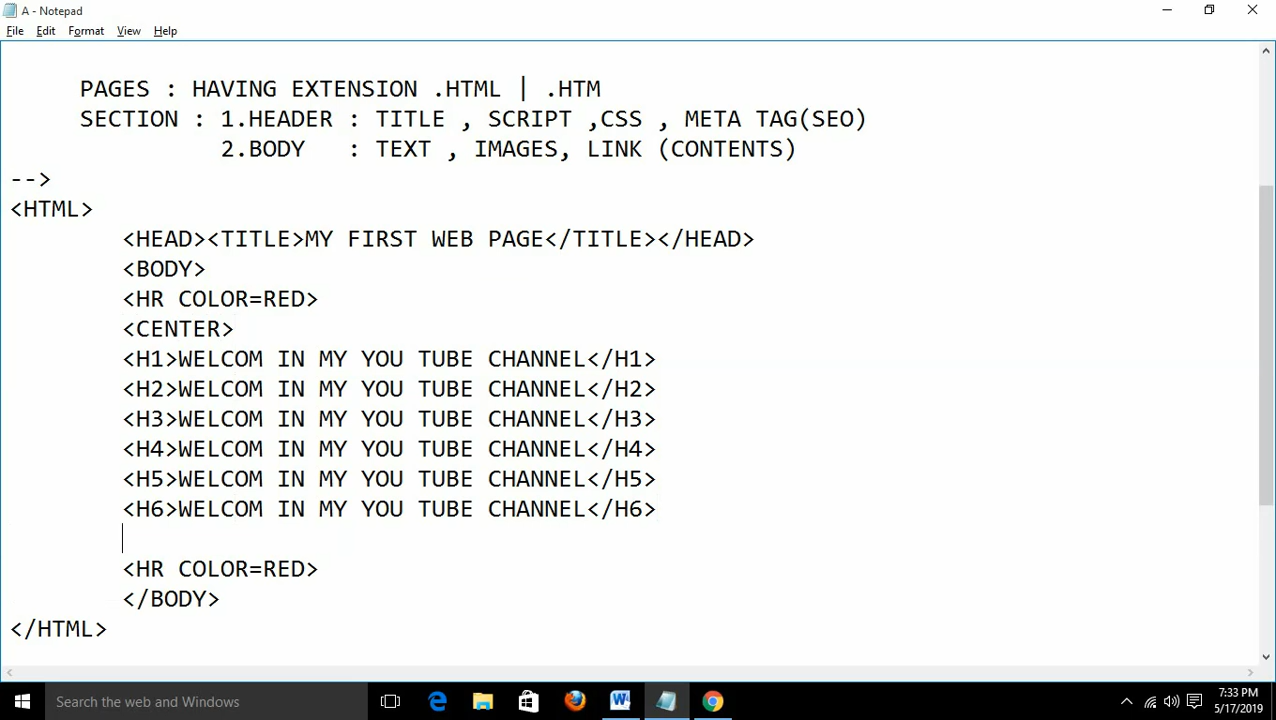 A - Notepad
File Edit Format View Help
PAGES : HAVING EXTENSION .HTML | .HTM
SECTION : 1.HEADER : TITLE , SCRIPT ,CSS , META TAG(SEO)
2.BODY : TEXT , IMAGES, LINK (CONTENTS)
-->
<HTML>
<HEAD><TITLE>MY FIRST WEB PAGE</TITLE></HEAD>
<BODY>
<HR COLOR=RED>
<CENTER>
<H1>WELCOM IN MY YOU TUBE CHANNEL</H1>
<H2>WELCOM IN MY YOU TUBE CHANNEL</H2>
<H3>WELCOM IN MY YOU TUBE CHANNEL</H3>
<H4>WELCOM IN MY YOU TUBE CHANNEL</H4>
<H5>WELCOM IN MY YOU TUBE CHANNEL</H5>
<H6>WELCOM IN MY YOU TUBE CHANNEL</H6>
<HR COLOR=RED>
</BODY>
</HTML>
Search the web and Windows
7:33 PM
5/17/2019